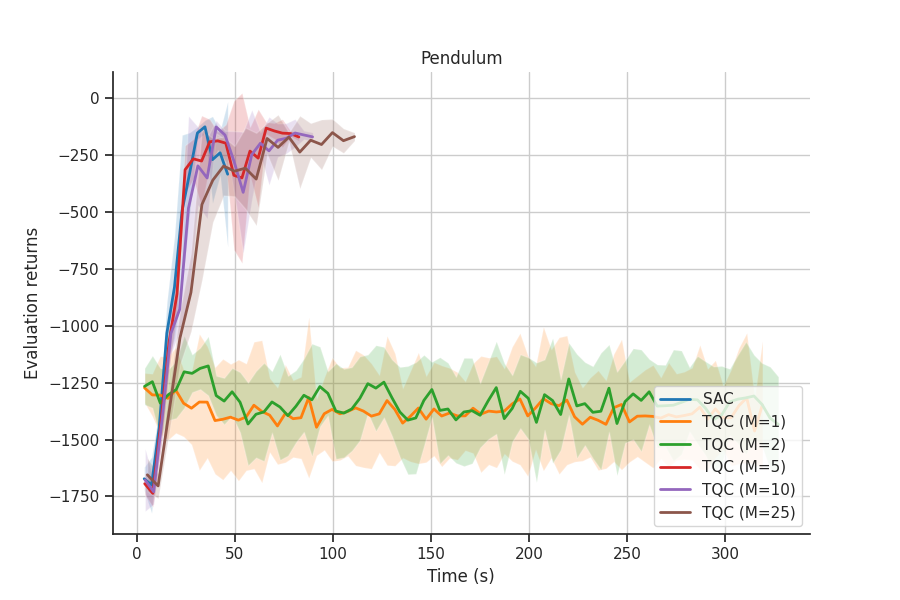 Pendulum
Evaluation returns
0
−250
−500
−750
−1000
−1250
−1500
−1750
0
50
100
150
200
250
300
Time (s)
SAC
TQC (M=1)
TQC (M=2)
TQC (M=5)
TQC (M=10)
TQC (M=25)